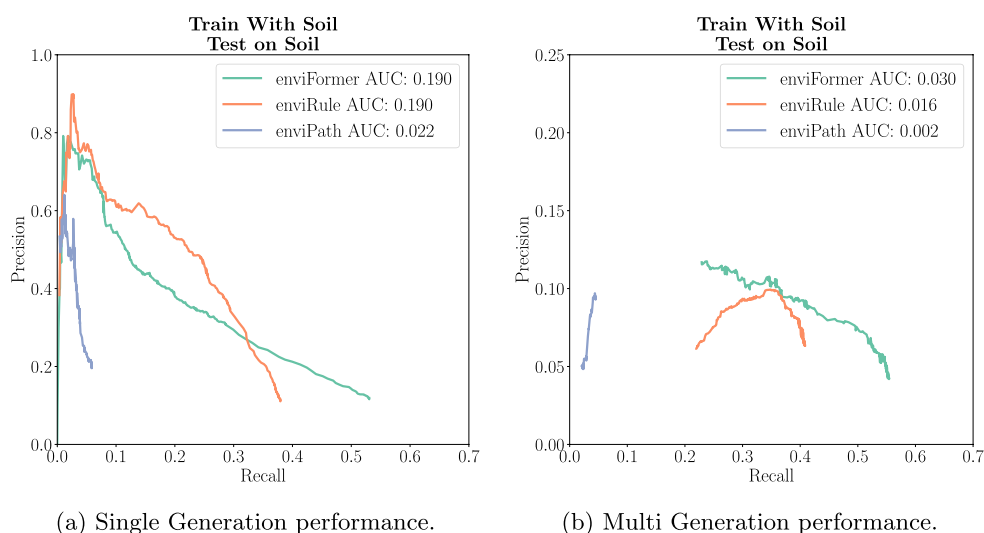 Train With Soil
Test on Soil
enviFormer AUC: 0.190
enviRule AUC: 0.190
enviPath AUC: 0.022
Precision
1.0
0.8
0.6
0.4
0.2
0.0
0.0 0.1 0.2 0.3 0.4 0.5 0.6 0.7
Recall
(a) Single Generation performance.
Train With Soil
Test on Soil
enviFormer AUC: 0.030
enviRule AUC: 0.016
enviPath AUC: 0.002
Precision
0.25
0.20
0.15
0.10
0.05
0.00
0.0 0.1 0.2 0.3 0.4 0.5 0.6 0.7
Recall
(b) Multi Generation performance.